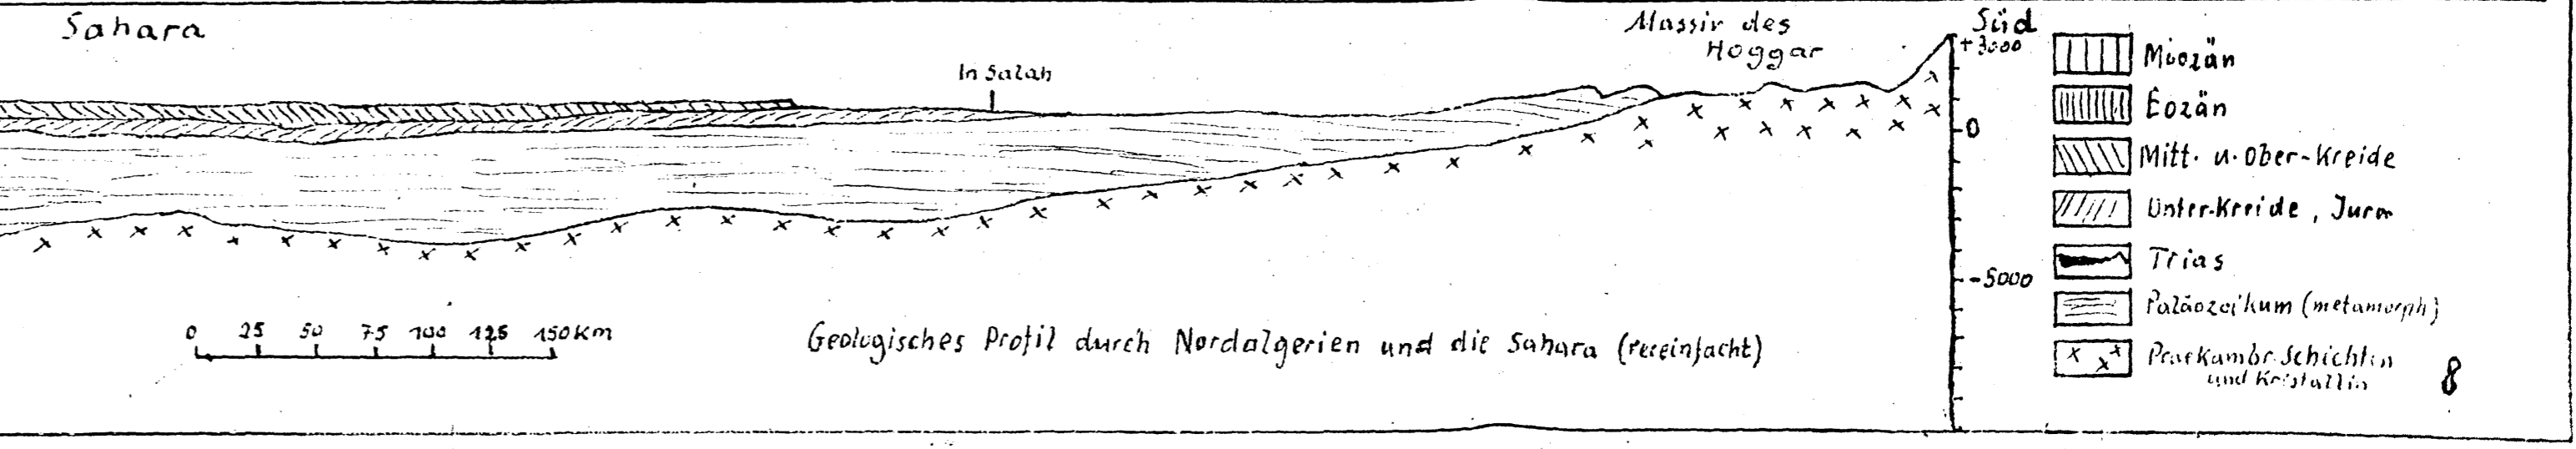 Sahara
In Salah
Massiv des
Hoggar
Süd
+3000
0
-5000
Miozän
Eozän
Mitt. u. Ober-Kreide
Unter-Kreide, Jura
Trias
Paläozoikum (metamorph)
Praekambr. Schichten
und Kristallin
0 25 50 75 100 125 150 Km
Geologisches Profil durch Nordalgerien und die Sahara (vereinfacht)
8